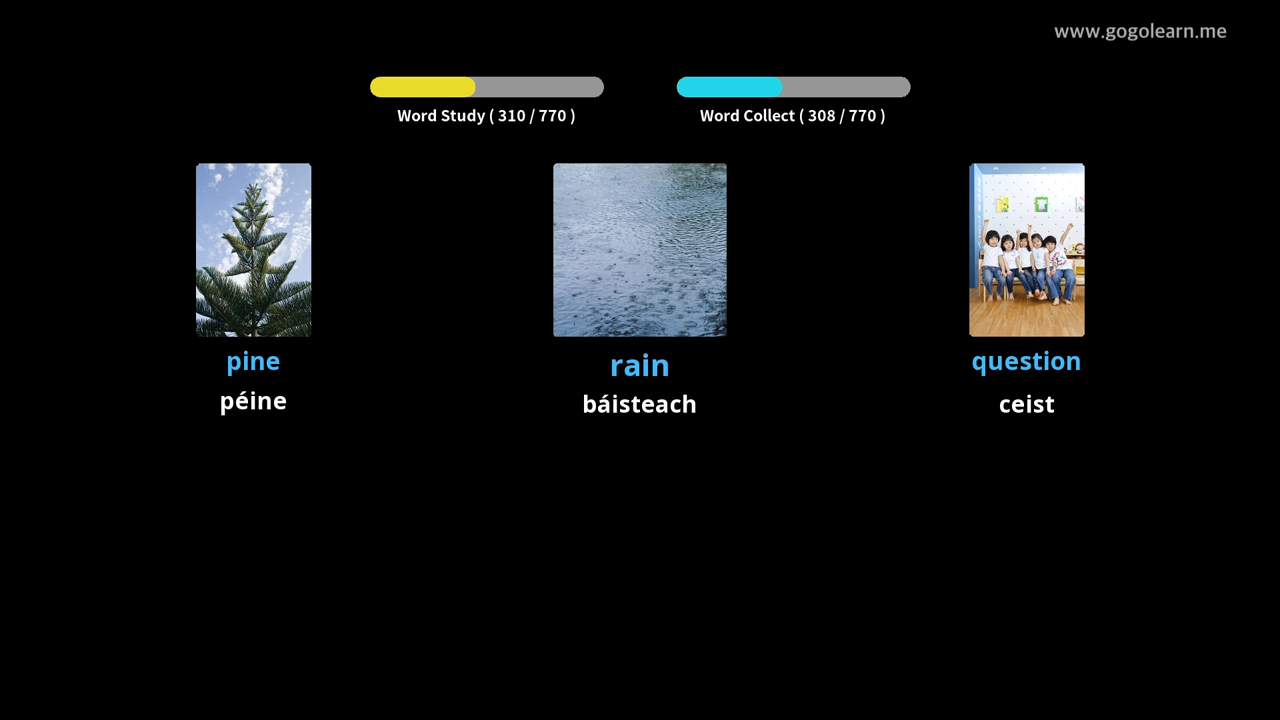 www.gogolearn.me
Word Study ( 310 / 770 )
Word Collect ( 308 / 770 )
pine
rain
question
péine
báisteach
ceist